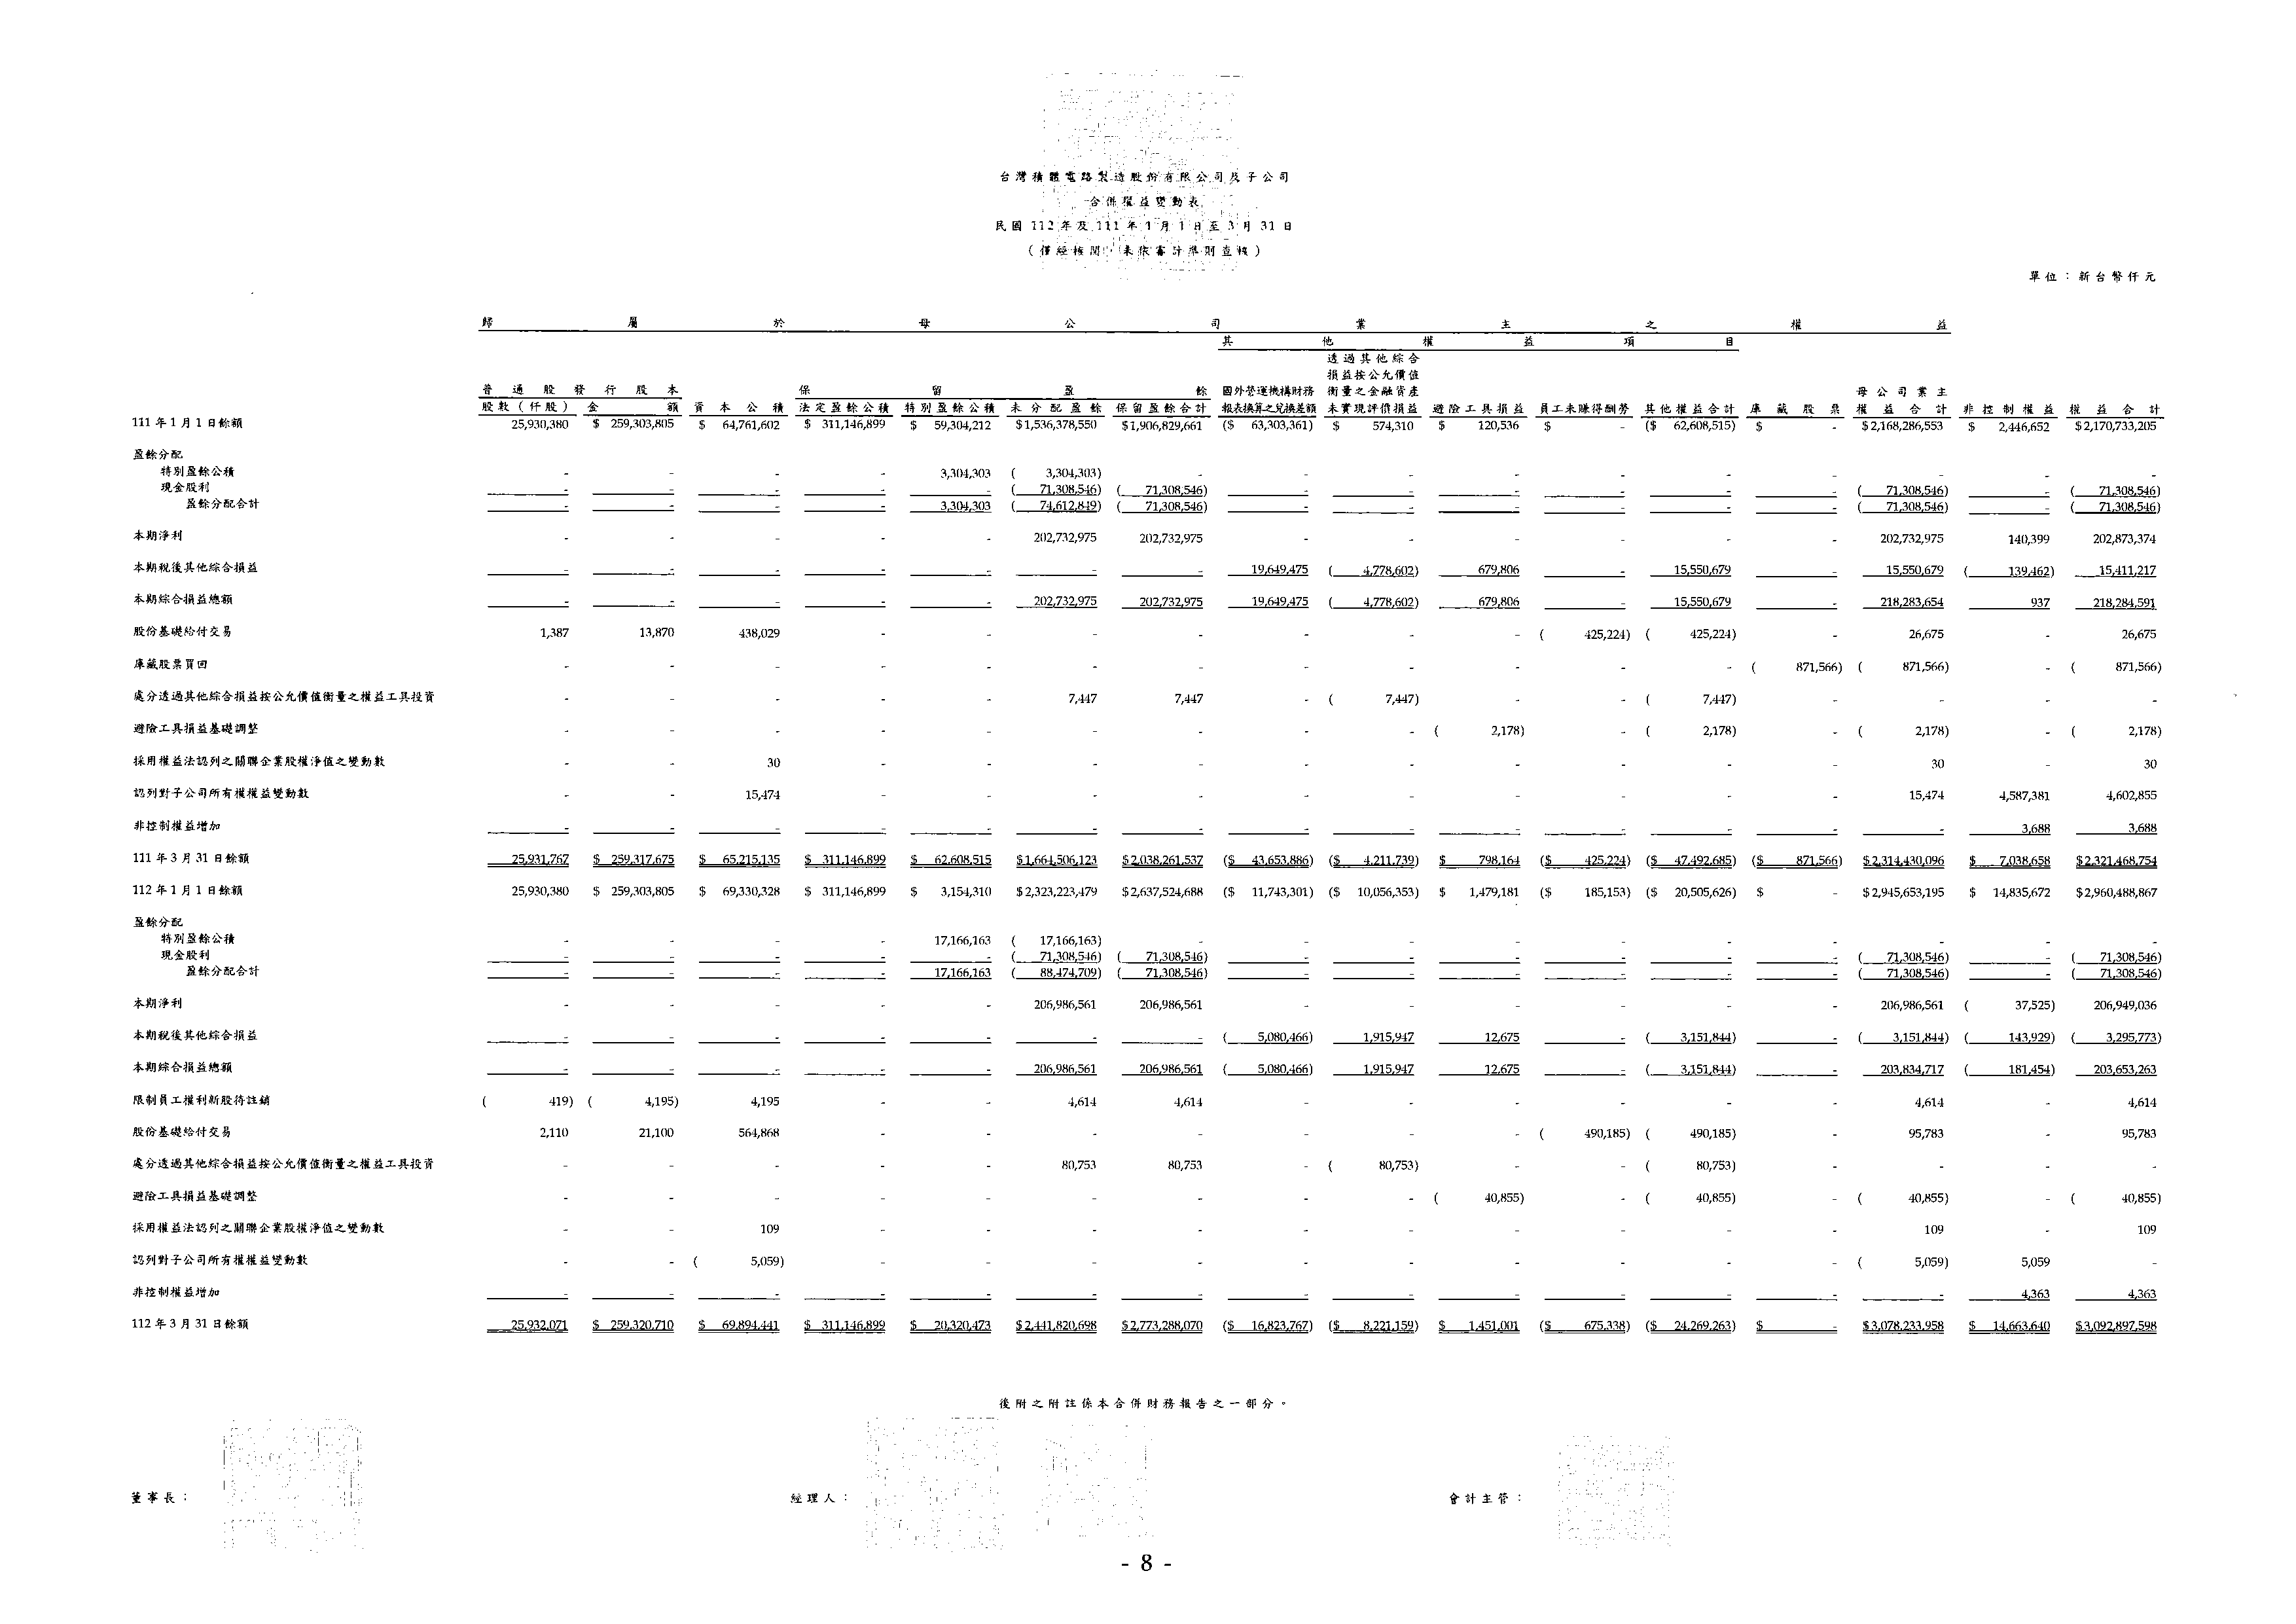 台灣積體電路製造股份有限公司及子公司
合併權益變動表
民國112年及111年1月1日至3月31日
（僅經核閱，未依審計準則查核）
單位：新台幣仟元
歸屬於母公司業主之權益
其他權益項目
普通股發行股本 資本公積 保留盈餘 國外營運機構財務報表換算之兌換差額 透過其他綜合損益按公允價值衡量之金融資產未實現評價損益 避險工具損益 員工未賺得酬勞 其他權益合計 庫藏股票 母公司業主權益合計 非控制權益 權益合計
股數（仟股） 金額 法定盈餘公積 特別盈餘公積 未分配盈餘 保留盈餘合計
111年1月1日餘額 25,930,380 $ 259,303,805 $ 64,761,602 $ 311,146,899 $ 59,304,212 $1,536,378,550 $1,906,829,661 ($ 63,303,361) $ 574,310 $ 120,536 $ - ($ 62,608,515) $ - $2,168,286,553 $ 2,446,652 $2,170,733,205
盈餘分配
特別盈餘公積 - - - - 3,304,303 ( 3,304,303) - - - - - - - - - -
現金股利 - - - - - ( 71,308,546) ( 71,308,546) - - - - - - ( 71,308,546) - ( 71,308,546)
盈餘分配合計 - - - - 3,304,303 ( 74,612,849) ( 71,308,546) - - - - - - ( 71,308,546) - ( 71,308,546)
本期淨利 - - - - - 202,732,975 202,732,975 - - - - - - 202,732,975 140,399 202,873,374
本期稅後其他綜合損益 - - - - - - - 19,649,475 ( 4,778,602) 679,806 - 15,550,679 - 15,550,679 ( 139,462) 15,411,217
本期綜合損益總額 - - - - - 202,732,975 202,732,975 19,649,475 ( 4,778,602) 679,806 - 15,550,679 - 218,283,654 937 218,284,591
股份基礎給付交易 1,387 13,870 438,029 - - - - - - - ( 425,224) ( 425,224) - 26,675 - 26,675
庫藏股票買回 - - - - - - - - - - - - ( 871,566) ( 871,566) - ( 871,566)
處分透過其他綜合損益按公允價值衡量之權益工具投資 - - - - - 7,447 7,447 - ( 7,447) - - ( 7,447) - - - -
避險工具損益基礎調整 - - - - - - - - - ( 2,178) - ( 2,178) - ( 2,178) - ( 2,178)
採用權益法認列之關聯企業股權淨值之變動數 - - 30 - - - - - - - - - - 30 - 30
認列對子公司所有權權益變動數 - - 15,474 - - - - - - - - - - 15,474 4,587,381 4,602,855
非控制權益增加 - - - - - - - - - - - - - - 3,688 3,688
111年3月31日餘額 25,931,767 $ 259,317,675 $ 65,215,135 $ 311,146,899 $ 62,608,515 $1,664,506,123 $2,038,261,537 ($ 43,653,886) ($ 4,211,739) $ 798,164 ($ 425,224) ($ 47,492,685) ($ 871,566) $2,314,430,096 $ 7,038,658 $2,321,468,754
112年1月1日餘額 25,930,380 $ 259,303,805 $ 69,330,328 $ 311,146,899 $ 3,154,310 $2,323,223,479 $2,637,524,688 ($ 11,743,301) ($ 10,056,353) $ 1,479,181 ($ 185,153) ($ 20,505,626) $ - $2,945,653,195 $ 14,835,672 $2,960,488,867
盈餘分配
特別盈餘公積 - - - - 17,166,163 ( 17,166,163) - - - - - - - - - -
現金股利 - - - - - ( 71,308,546) ( 71,308,546) - - - - - - ( 71,308,546) - ( 71,308,546)
盈餘分配合計 - - - - 17,166,163 ( 88,474,709) ( 71,308,546) - - - - - - ( 71,308,546) - ( 71,308,546)
本期淨利 - - - - - 206,986,561 206,986,561 - - - - - - 206,986,561 ( 37,525) 206,949,036
本期稅後其他綜合損益 - - - - - - - ( 5,080,466) 1,915,947 12,675 - ( 3,151,844) - ( 3,151,844) ( 143,929) ( 3,295,773)
本期綜合損益總額 - - - - - 206,986,561 206,986,561 ( 5,080,466) 1,915,947 12,675 - ( 3,151,844) - 203,834,717 ( 181,454) 203,653,263
限制員工權利新股待註銷 ( 419) ( 4,195) 4,195 - - 4,614 4,614 - - - - - - 4,614 - 4,614
股份基礎給付交易 2,110 21,100 564,868 - - - - - - - ( 490,185) ( 490,185) - 95,783 - 95,783
處分透過其他綜合損益按公允價值衡量之權益工具投資 - - - - - 80,753 80,753 - ( 80,753) - - ( 80,753) - - - -
避險工具損益基礎調整 - - - - - - - - - ( 40,855) - ( 40,855) - ( 40,855) - ( 40,855)
採用權益法認列之關聯企業股權淨值之變動數 - - 109 - - - - - - - - - - 109 - 109
認列對子公司所有權權益變動數 - - ( 5,059) - - - - - - - - - - ( 5,059) 5,059 -
非控制權益增加 - - - - - - - - - - - - - - 4,363 4,363
112年3月31日餘額 25,932,071 $ 259,320,710 $ 69,894,441 $ 311,146,899 $ 20,320,473 $2,441,820,698 $2,773,288,070 ($ 16,823,767) ($ 8,221,159) $ 1,451,001 ($ 675,338) ($ 24,269,263) $ - $3,078,233,958 $ 14,663,640 $3,092,897,598
後附之附註係本合併財務報告之一部分。
董事長： 經理人： 會計主管：
- 8 -